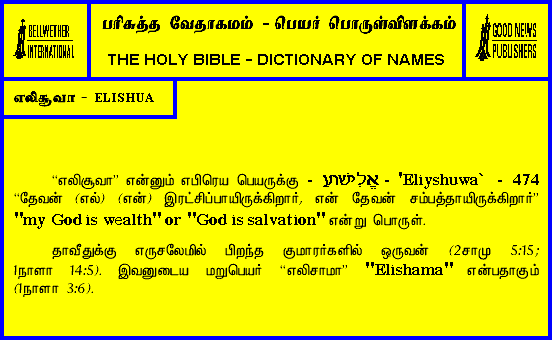 BELLWETHER
INTERNATIONAL
பரிசுத்த வேதாகமம் - பெயர் பொருள்விளக்கம்
THE HOLY BIBLE - DICTIONARY OF NAMES
GOOD NEWS
PUBLISHERS
எலிசூவா - ELISHUA
“எலிசூவா” என்னும் எபிரெய பெயருக்கு - אֱלִישׁוּעַ - 'Eliyshuwa` - 474
“தேவன் (எல்) (என்) இரட்சிப்பாயிருக்கிறார், என் தேவன் சம்பத்தாயிருக்கிறார்”
"my God is wealth" or "God is salvation" என்று பொருள்.
தாவீதுக்கு எருசலேமில் பிறந்த குமாரர்களில் ஒருவன் (2சாமு 5:15;
1நாளா 14:5). இவனுடைய மறுபெயர் “எலிசாமா” "Elishama" என்பதாகும்
(1நாளா 3:6).